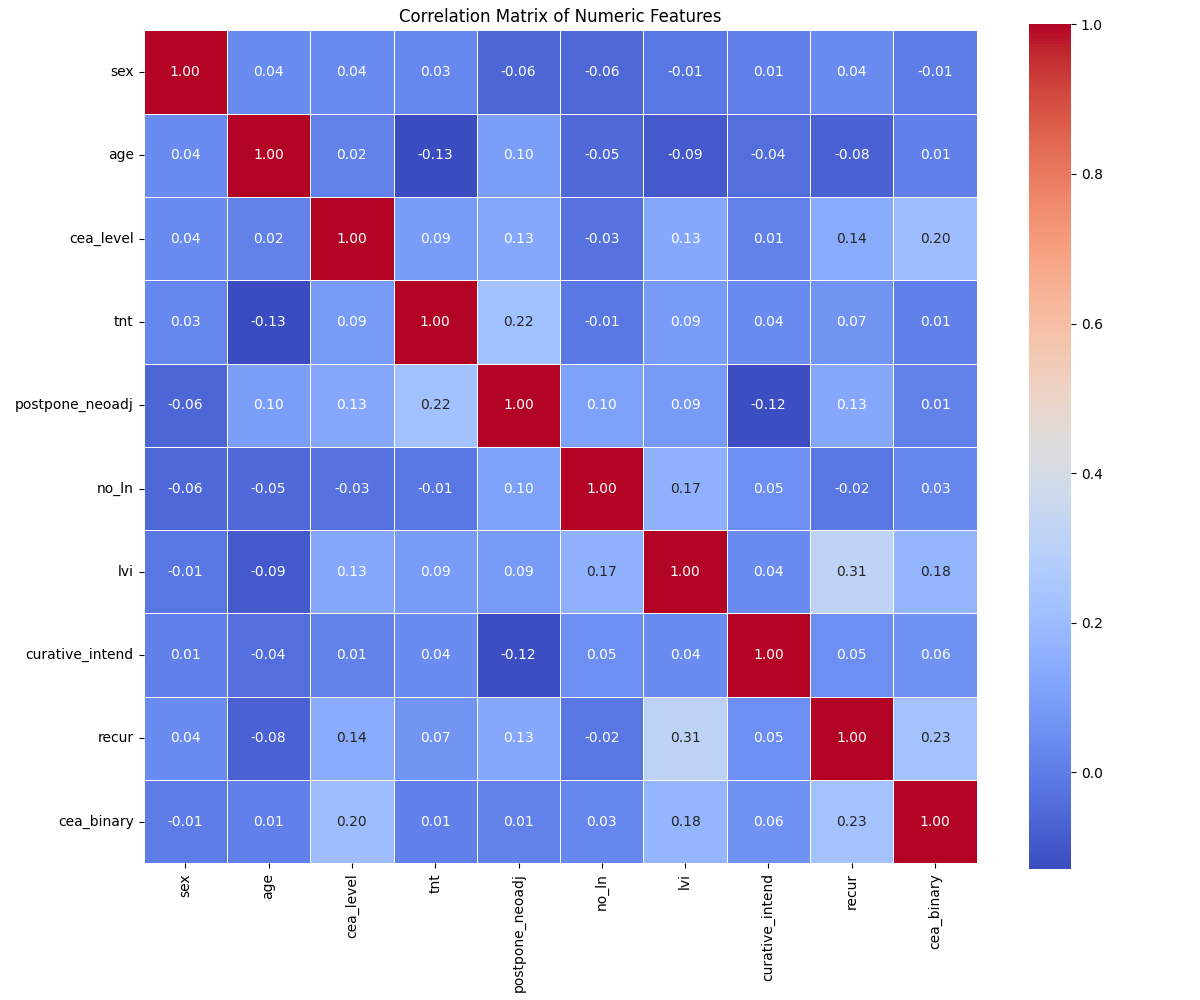 Correlation Matrix of Numeric Features
sex 1.00 0.04 0.04 0.03 -0.06 -0.06 -0.01 0.01 0.04 -0.01
age 0.04 1.00 0.02 -0.13 0.10 -0.05 -0.09 -0.04 -0.08 0.01
cea_level 0.04 0.02 1.00 0.09 0.13 -0.03 0.13 0.01 0.14 0.20
tnt 0.03 -0.13 0.09 1.00 0.22 -0.01 0.09 0.04 0.07 0.01
postpone_neoadj -0.06 0.10 0.13 0.22 1.00 0.10 0.09 -0.12 0.13 0.01
no_ln -0.06 -0.05 -0.03 -0.01 0.10 1.00 0.17 0.05 -0.02 0.03
lvi -0.01 -0.09 0.13 0.09 0.09 0.17 1.00 0.04 0.31 0.18
curative_intend 0.01 -0.04 0.01 0.04 -0.12 0.05 0.04 1.00 0.05 0.06
recur 0.04 -0.08 0.14 0.07 0.13 -0.02 0.31 0.05 1.00 0.23
cea_binary -0.01 0.01 0.20 0.01 0.01 0.03 0.18 0.06 0.23 1.00
sex age cea_level tnt postpone_neoadj no_ln lvi curative_intend recur cea_binary
1.0
0.8
0.6
0.4
0.2
0.0